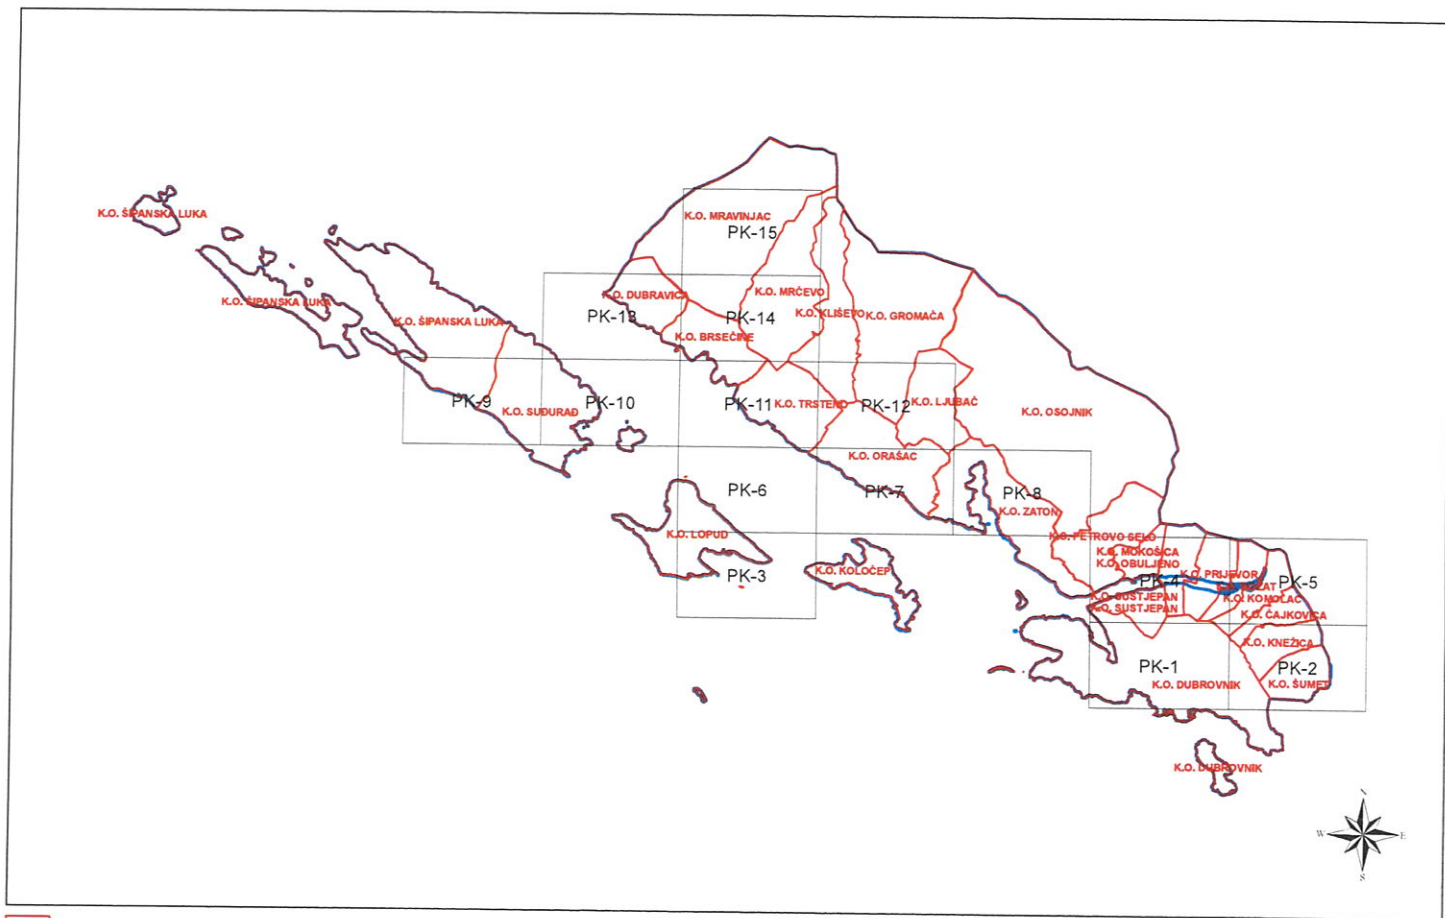 K.O. ŠIPANSKA LUKA
K.O. MRAVINJAC
PK-15
K.O. DUBRAVICA
K.O. MRČEVO
K.O. ŠIPANSKA LUKA
K.O. ŠIPANSKA LUKA
PK-13
PK-14
K.O. KLIŠEVO
K.O. GROMAČA
K.O. BRSEČINE
PK-9
K.O. SUĐURAĐ
PK-10
PK-11
K.O. TRSTENO
PK-12
K.O. LJUBAČ
K.O. OSOJNIK
K.O. ORAŠAC
PK-6
PK-7
PK-8
K.O. ZATON
K.O. LOPUD
K.O. PETROVO SELO
K.O. MOKOŠICA
K.O. OBULJENO
PK-3
K.O. KOLOČEP
K.O. PRIJEVOR
PK-4
PK-5
K.O. SUSTJEPAN
K.O. KOMOLAC
K.O. SUSTJEPAN
K.O. ČAJKOVICA
K.O. KNEŽICA
PK-1
PK-2
K.O. DUBROVNIK
K.O. ŠUMET
K.O. DUBROVNIK
N
W
E
S